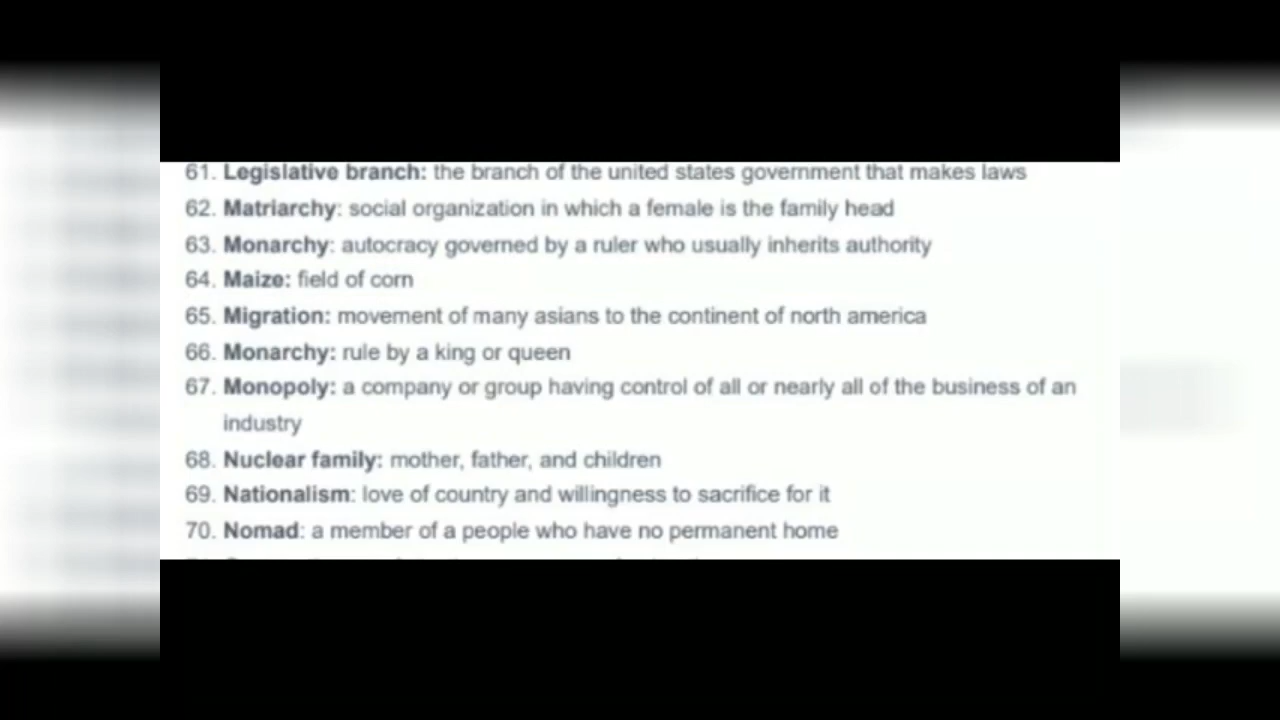 61. Legislative branch: the branch of the united states government that makes laws
62. Matriarchy: social organization in which a female is the family head
63. Monarchy: autocracy governed by a ruler who usually inherits authority
64. Maize: field of corn
65. Migration: movement of many asians to the continent of north america
66. Monarchy: rule by a king or queen
67. Monopoly: a company or group having control of all or nearly all of the business of an
industry
68. Nuclear family: mother, father, and children
69. Nationalism: love of country and willingness to sacrifice for it
70. Nomad: a member of a people who have no permanent home